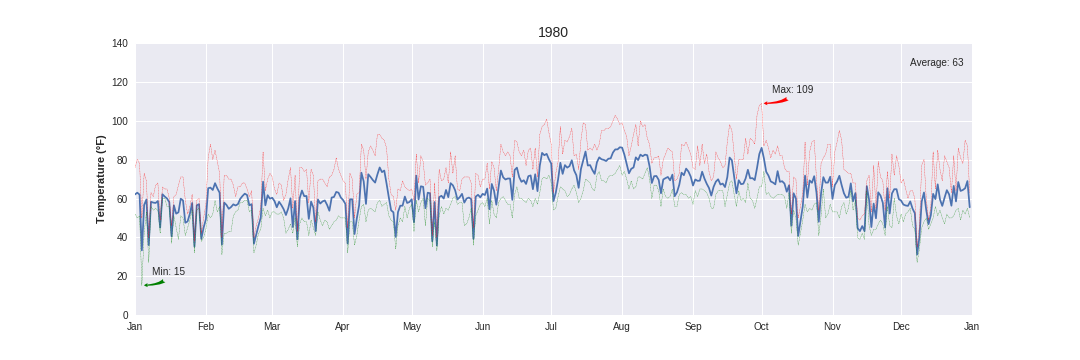 1980
140
Average: 63
120
Max: 109
100
80
Temperature (°F)
60
40
Min: 15
20
0
Jan Feb Mar Apr May Jun Jul Aug Sep Oct Nov Dec Jan